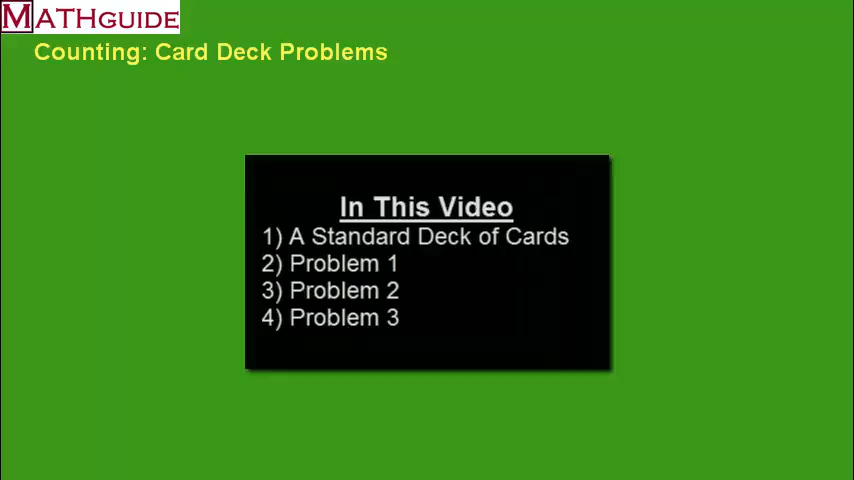 MATHGUIDE
Counting: Card Deck Problems
In This Video
1) A Standard Deck of Cards
2) Problem 1
3) Problem 2
4) Problem 3